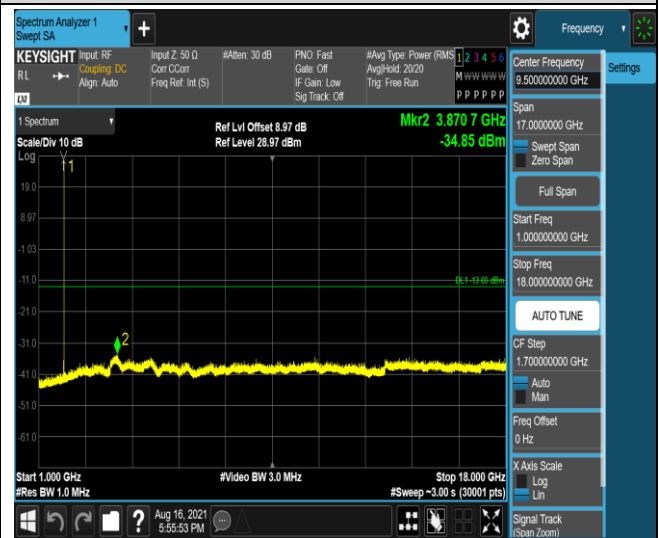 Spectrum Analyzer 1
Swept SA
+
Frequency
KEYSIGHT
RL
LNI
Input: RF
Coupling: DC
Align: Auto
Input Z: 50 Ω
Corr CCorr
Freq Ref: Int (S)
#Atten: 30 dB
PNO: Fast
Gate: Off
IF Gain: Low
Sig Track: Off
#Avg Type: Power (RMS
Avg|Hold: 20/20
Trig: Free Run
1 2 3 4 5 6
M W W W W W
P P P P P P
1 Spectrum
Scale/Div 10 dB
Ref Lvl Offset 8.97 dB
Ref Level 28.97 dBm
Mkr2 3.870 7 GHz
-34.85 dBm
Log
1
19.0
8.97
-1.03
-11.0
DL1 -13.00 dBm
-21.0
-31.0
2
-41.0
-51.0
-61.0
Start 1.000 GHz
#Res BW 1.0 MHz
#Video BW 3.0 MHz
Stop 18.000 GHz
#Sweep ~3.00 s (30001 pts)
Center Frequency
9.500000000 GHz
Settings
Span
17.0000000 GHz
Swept Span
Zero Span
Full Span
Start Freq
1.000000000 GHz
Stop Freq
18.000000000 GHz
AUTO TUNE
CF Step
1.700000000 GHz
Auto
Man
Freq Offset
0 Hz
X Axis Scale
Log
Lin
Signal Track
(Span Zoom)
?
Aug 16, 2021
5:55:53 PM